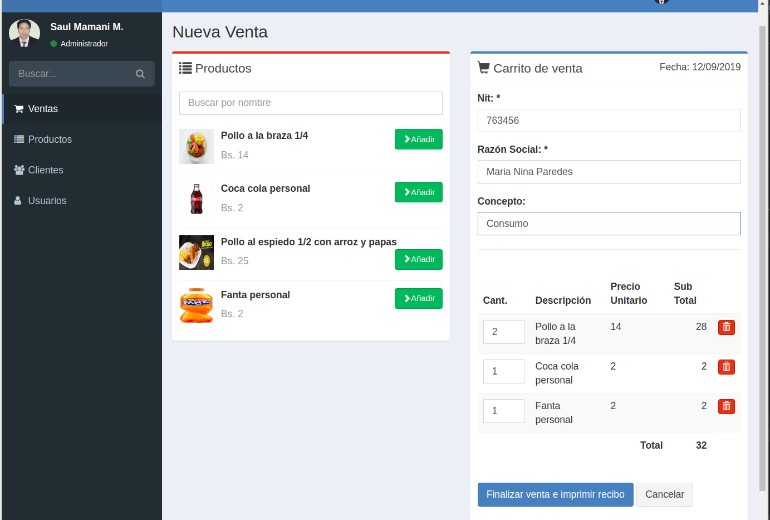 Saul Mamani M.
Administrador
Buscar...
Ventas
Productos
Clientes
Usuarios
Nueva Venta
Productos
Buscar por nombre
Pollo a la braza 1/4
Bs. 14
Añadir
Coca cola personal
Bs. 2
Añadir
Pollo al espiedo 1/2 con arroz y papas
Bs. 25
Añadir
Fanta personal
Bs. 2
Añadir
Carrito de venta
Fecha: 12/09/2019
Nit: *
763456
Razón Social: *
Maria Nina Paredes
Concepto:
Consumo
Cant. Descripción Precio Unitario Sub Total
2 Pollo a la braza 1/4 14 28
1 Coca cola personal 2 2
1 Fanta personal 2 2
Total 32
Finalizar venta e imprimir recibo
Cancelar